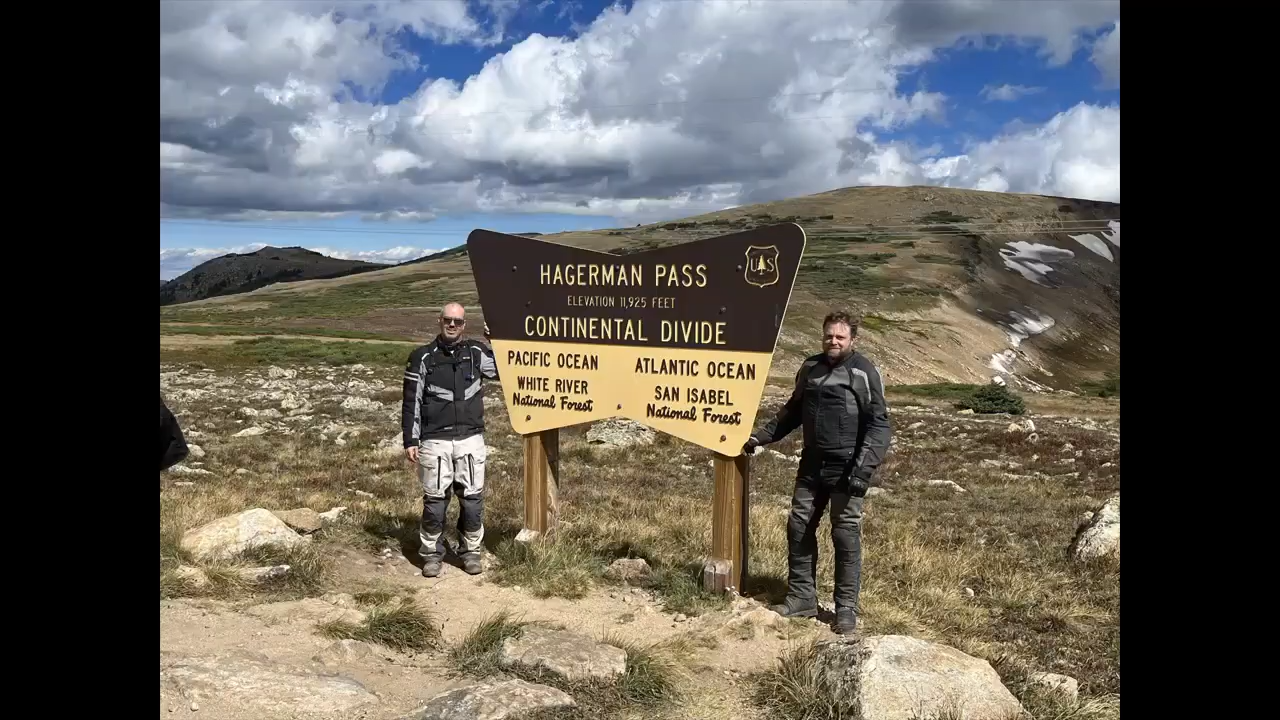 HAGERMAN PASS
US
ELEVATION 11,925 FEET
CONTINENTAL DIVIDE
PACIFIC OCEAN
WHITE RIVER
National Forest
ATLANTIC OCEAN
SAN ISABEL
National Forest